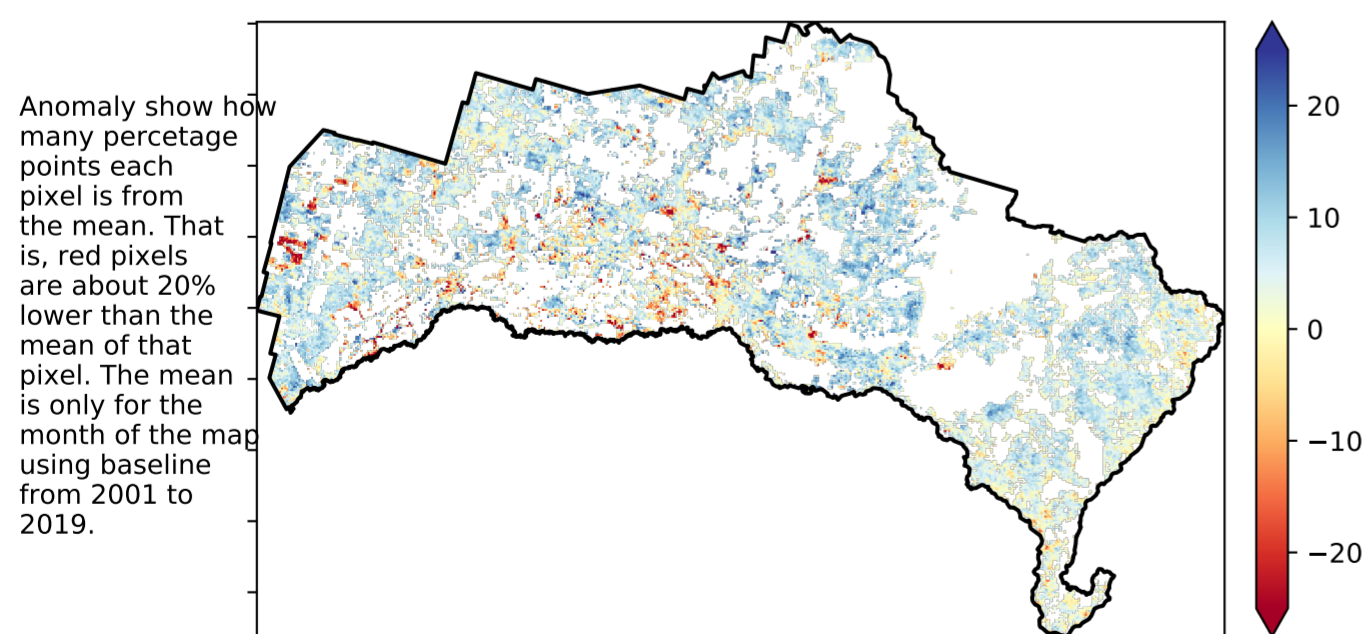 Anomaly show how
many percetage
points each
pixel is from
the mean. That
is, red pixels
are about 20%
lower than the
mean of that
pixel. The mean
is only for the
month of the map
using baseline
from 2001 to
2019.
20
10
0
−10
−20